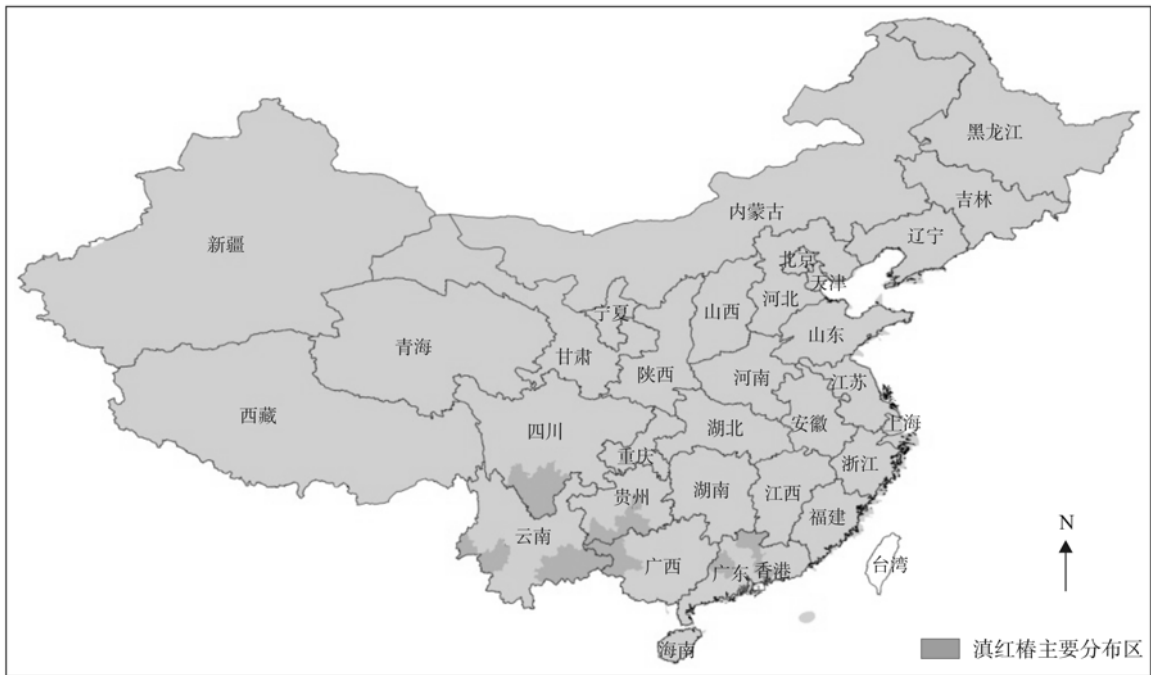 黑龙江
吉林
内蒙古
辽宁
新疆
北京
天津
宁夏
山西
河北
山东
青海
甘肃
陕西
河南
江苏
西藏
四川
湖北
安徽
上海
重庆
浙江
贵州
湖南
江西
福建
云南
N
广西
广东
香港
台湾
海南
滇红椿主要分布区